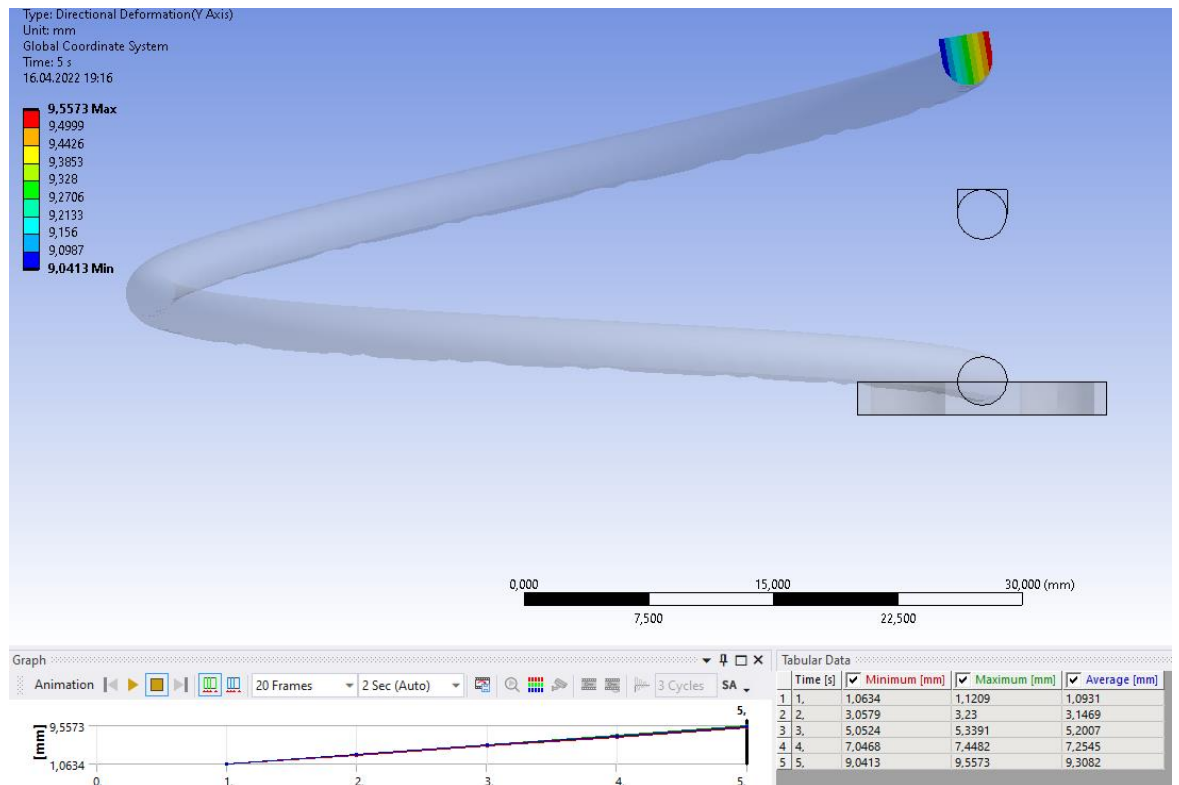 Type: Directional Deformation(Y Axis)
Unit: mm
Global Coordinate System
Time: 5 s
16.04.2022 19:16
9,5573 Max
9,4999
9,4426
9,3853
9,328
9,2706
9,2133
9,156
9,0987
9,0413 Min
0,000 15,000 30,000 (mm)
7,500 22,500
Graph
Animation 20 Frames 2 Sec (Auto) 3 Cycles SA
5,
9,5573
[mm]
1,0634
0, 1, 2, 3, 4, 5,
Tabular Data
Time [s] Minimum [mm] Maximum [mm] Average [mm]
1 1, 1,0634 1,1209 1,0931
2 2, 3,0579 3,23 3,1469
3 3, 5,0524 5,3391 5,2007
4 4, 7,0468 7,4482 7,2545
5 5, 9,0413 9,5573 9,3082